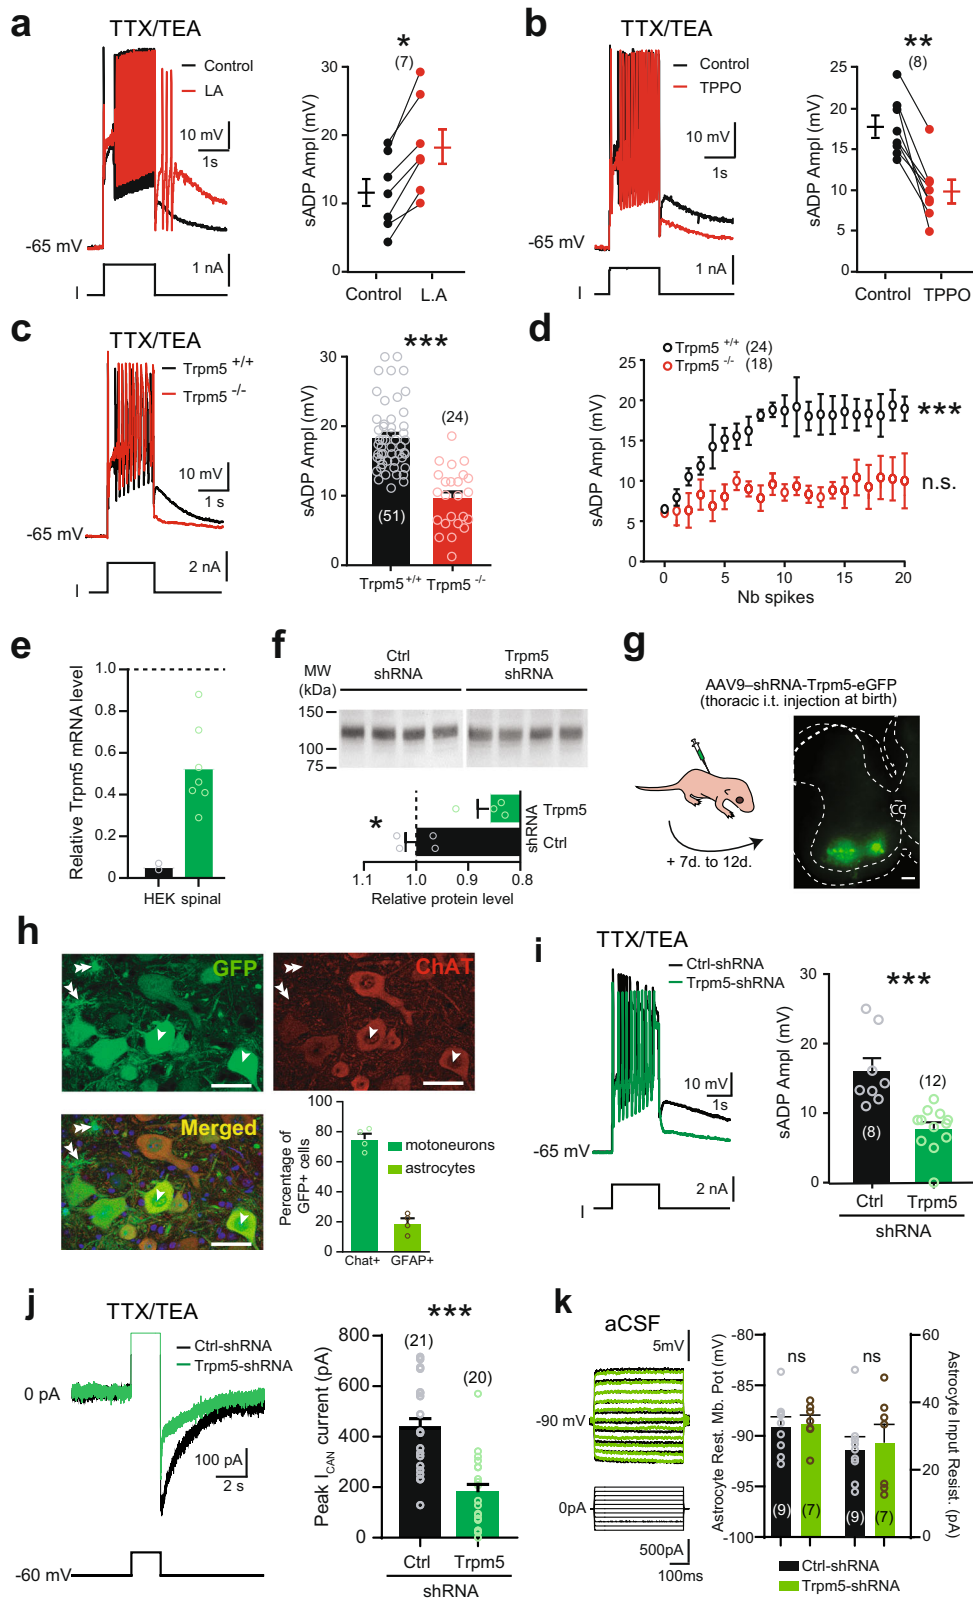 a
TTX/TEA
Control
LA
10 mV
1s
-65 mV
1 nA
I
sADP Ampl (mV)
30
20
10
0
*
(7)
Control
L.A
b
TTX/TEA
Control
TPPO
10 mV
1s
-65 mV
1 nA
I
sADP Ampl (mV)
25
20
15
10
5
0
**
(8)
Control
TPPO
c
TTX/TEA
Trpm5 +/+
Trpm5 -/-
10 mV
1 s
-65 mV
2 nA
I
sADP Ampl (mV)
30
20
10
0
***
(24)
(51)
Trpm5 +/+
Trpm5 -/-
d
Trpm5 +/+ (24)
Trpm5 -/- (18)
sADP Ampl (mV)
25
20
15
10
5
0
***
n.s.
0
5
10
15
20
Nb spikes
e
Relative Trpm5 mRNA level
1.0
0.8
0.6
0.4
0.2
0
HEK
spinal
f
Ctrl
shRNA
Trpm5
shRNA
MW
(kDa)
150
100
75
*
Trpm5
Ctrl
shRNA
1.1
1.0
0.9
0.8
Relative protein level
g
AAV9–shRNA-Trpm5-eGFP
(thoracic i.t. injection at birth)
+ 7d. to 12d.
cc
h
GFP
ChAT
Merged
Percentage of
GFP+ cells
100
80
60
40
20
0
motoneurons
astrocytes
Chat+
GFAP+
i
TTX/TEA
Ctrl-shRNA
Trpm5-shRNA
10 mV
1s
-65 mV
2 nA
I
sADP Ampl (mV)
30
20
10
0
***
(12)
(8)
Ctrl
Trpm5
shRNA
j
TTX/TEA
Ctrl-shRNA
Trpm5-shRNA
0 pA
100 pA
2 s
-60 mV
Peak ICAN current (pA)
800
600
400
200
0
***
(21)
(20)
Ctrl
Trpm5
shRNA
k
aCSF
5mV
-90 mV
0pA
500pA
100ms
Astrocyte Rest. Mb. Pot (mV)
-80
-85
-90
-95
-100
ns
ns
(9)
(7)
(9)
(7)
60
40
20
0
Astrocyte Input Resist. (pA)
Ctrl-shRNA
Trpm5-shRNA